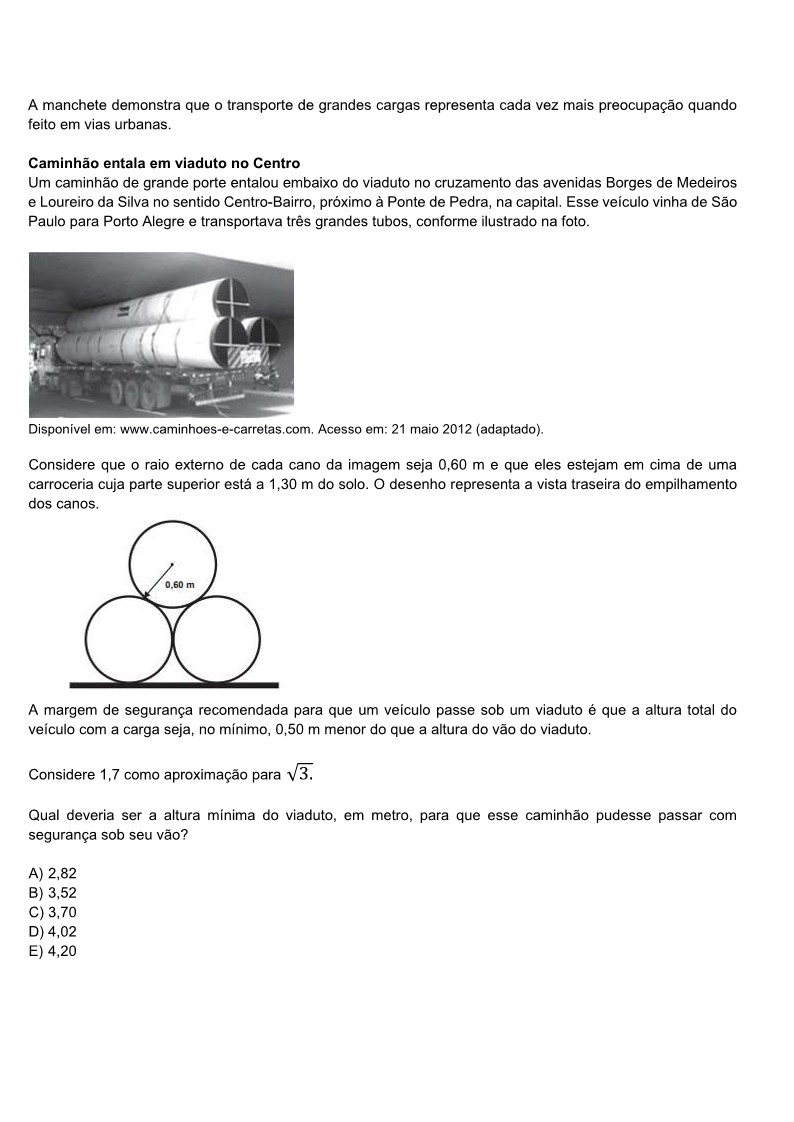 A manchete demonstra que o transporte de grandes cargas representa cada vez mais preocupação quando
feito em vias urbanas.
Caminhão entala em viaduto no Centro
Um caminhão de grande porte entalou embaixo do viaduto no cruzamento das avenidas Borges de Medeiros
e Loureiro da Silva no sentido Centro-Bairro, próximo à Ponte de Pedra, na capital. Esse veículo vinha de São
Paulo para Porto Alegre e transportava três grandes tubos, conforme ilustrado na foto.
Disponível em: www.caminhoes-e-carretas.com. Acesso em: 21 maio 2012 (adaptado).
Considere que o raio externo de cada cano da imagem seja 0,60 m e que eles estejam em cima de uma
carroceria cuja parte superior está a 1,30 m do solo. O desenho representa a vista traseira do empilhamento
dos canos.
0,60 m
A margem de segurança recomendada para que um veículo passe sob um viaduto é que a altura total do
veículo com a carga seja, no mínimo, 0,50 m menor do que a altura do vão do viaduto.
Considere 1,7 como aproximação para √3.
Qual deveria ser a altura mínima do viaduto, em metro, para que esse caminhão pudesse passar com
segurança sob seu vão?
A) 2,82
B) 3,52
C) 3,70
D) 4,02
E) 4,20